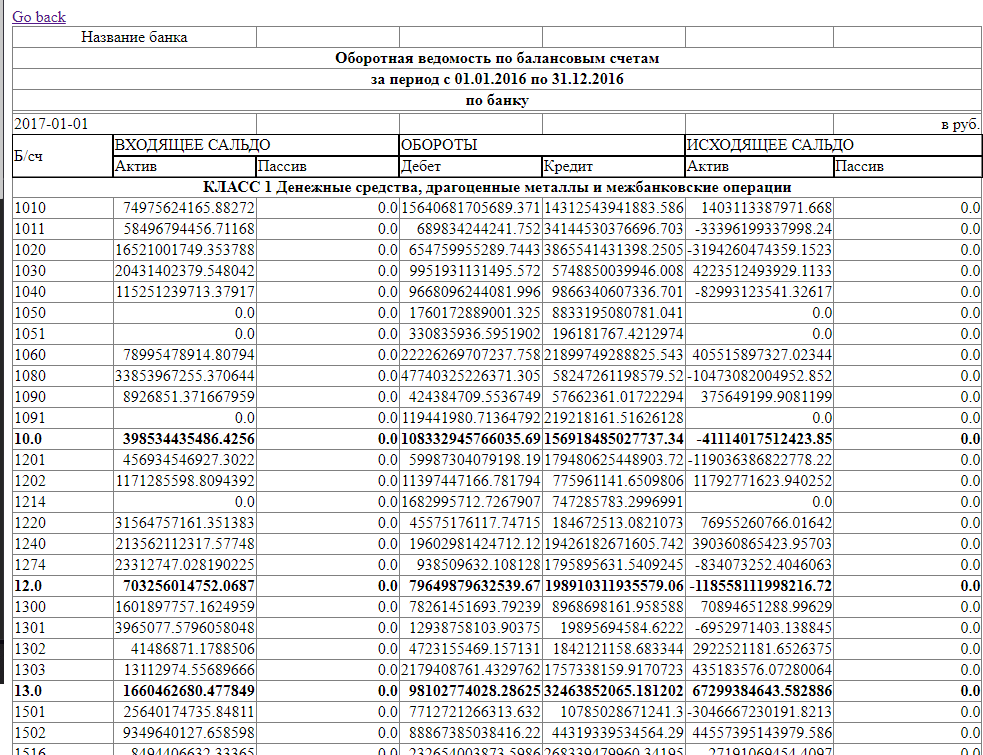 Go back
Название банка
Оборотная ведомость по балансовым счетам
за период с 01.01.2016 по 31.12.2016
по банку
2017-01-01 в руб.
Б/сч ВХОДЯЩЕЕ САЛЬДО ОБОРОТЫ ИСХОДЯЩЕЕ САЛЬДО
Актив Пассив Дебет Кредит Актив Пассив
КЛАСС 1 Денежные средства, драгоценные металлы и межбанковские операции
1010 74975624165.88272 0.0 15640681705689.371 14312543941883.586 1403113387971.668 0.0
1011 58496794456.71168 0.0 689834244241.752 34144530376696.703 -33396199337998.24 0.0
1020 16521001749.353788 0.0 654759955289.7443 3865541431398.2505 -3194260474359.1523 0.0
1030 20431402379.548042 0.0 9951931131495.572 5748850039946.008 4223512493929.1133 0.0
1040 115251239713.37917 0.0 9668096244081.996 9866340607336.701 -82993123541.32617 0.0
1050 0.0 0.0 1760172889001.325 8833195080781.041 0.0 0.0
1051 0.0 0.0 330835936.5951902 196181767.4212974 0.0 0.0
1060 78995478914.80794 0.0 22226269707237.758 21899749288825.543 405515897327.02344 0.0
1080 33853967255.370644 0.0 47740325226371.305 58247261198579.52 -10473082004952.852 0.0
1090 8926851.371667959 0.0 424384709.5536749 57662361.01722294 375649199.9081199 0.0
1091 0.0 0.0 119441980.71364792 219218161.51626128 0.0 0.0
10.0 398534435486.4256 0.0 108332945766035.69 156918485027737.34 -41114017512423.85 0.0
1201 456934546927.3022 0.0 59987304079198.19 179480625448903.72 -119036386822778.22 0.0
1202 1171285598.8094392 0.0 11397447166.781794 775961141.6509806 11792771623.940252 0.0
1214 0.0 0.0 1682995712.7267907 747285783.2996991 0.0 0.0
1220 31564757161.351383 0.0 45575176117.74715 184672513.0821073 76955260766.01642 0.0
1240 213562112317.57748 0.0 19602981424712.12 19426182671605.742 390360865423.95703 0.0
1274 23312747.028190225 0.0 938509632.108128 1795895631.5409245 -834073252.4046063 0.0
12.0 703256014752.0687 0.0 79649879632539.67 198910311935579.06 -118558111998216.72 0.0
1300 1601897757.1624959 0.0 78261451693.79239 8968698161.958588 70894651288.99629 0.0
1301 3965077.5796058048 0.0 12938758103.90375 19895694584.6222 -6952971403.138845 0.0
1302 41486871.1788506 0.0 4723155469.157131 1842121158.683344 2922521181.6526375 0.0
1303 13112974.55689666 0.0 2179408761.4329762 1757338159.9170723 435183576.07280064 0.0
13.0 1660462680.477849 0.0 98102774028.28625 32463852065.181202 67299384643.582886 0.0
1501 25640174735.84811 0.0 7712721266313.632 10785028671241.3 -3046667230191.8213 0.0
1502 9349640127.658598 0.0 88867385038416.22 44319339534564.29 44557395143979.586 0.0
1516 8494406632.33365 0.0 232654003873.5986 268339479960.34195 27191069454.4097 0.0